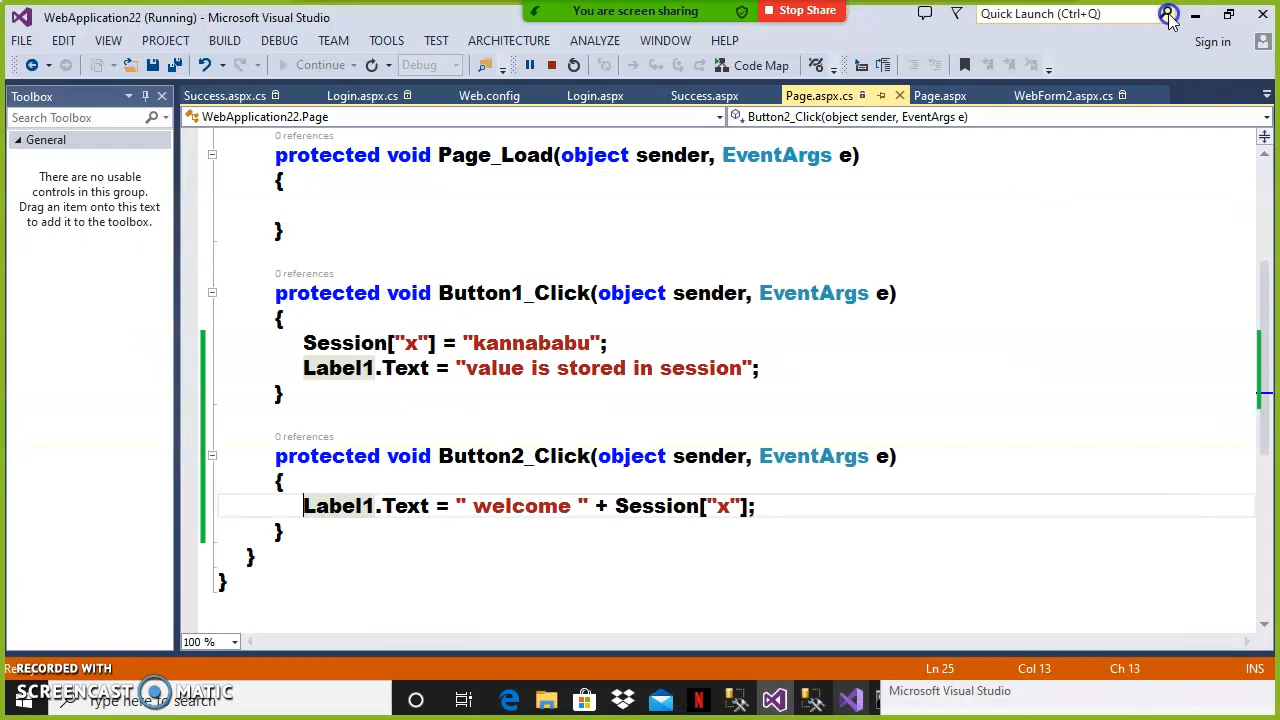 WebApplication22 (Running) - Microsoft Visual Studio
You are screen sharing
Stop Share
Quick Launch (Ctrl+Q)
FILE EDIT VIEW PROJECT BUILD DEBUG TEAM TOOLS TEST ARCHITECTURE ANALYZE WINDOW HELP
Sign in
Continue
Debug
Code Map
Toolbox
Success.aspx.cs Login.aspx.cs Web.config Login.aspx Success.aspx Page.aspx.cs Page.aspx WebForm2.aspx.cs
Search Toolbox
WebApplication22.Page
Button2_Click(object sender, EventArgs e)
General
There are no usable
controls in this group.
Drag an item onto this text
to add it to the toolbox.
0 references
protected void Page_Load(object sender, EventArgs e)
{
}
0 references
protected void Button1_Click(object sender, EventArgs e)
{
Session["x"] = "kannababu";
Label1.Text = "value is stored in session";
}
0 references
protected void Button2_Click(object sender, EventArgs e)
{
Label1.Text = " welcome " + Session["x"];
}
}
}
100 %
RECORDED WITH
SCREENCAST MATIC
Ln 25 Col 13 Ch 13 INS
Type here to search
Microsoft Visual Studio